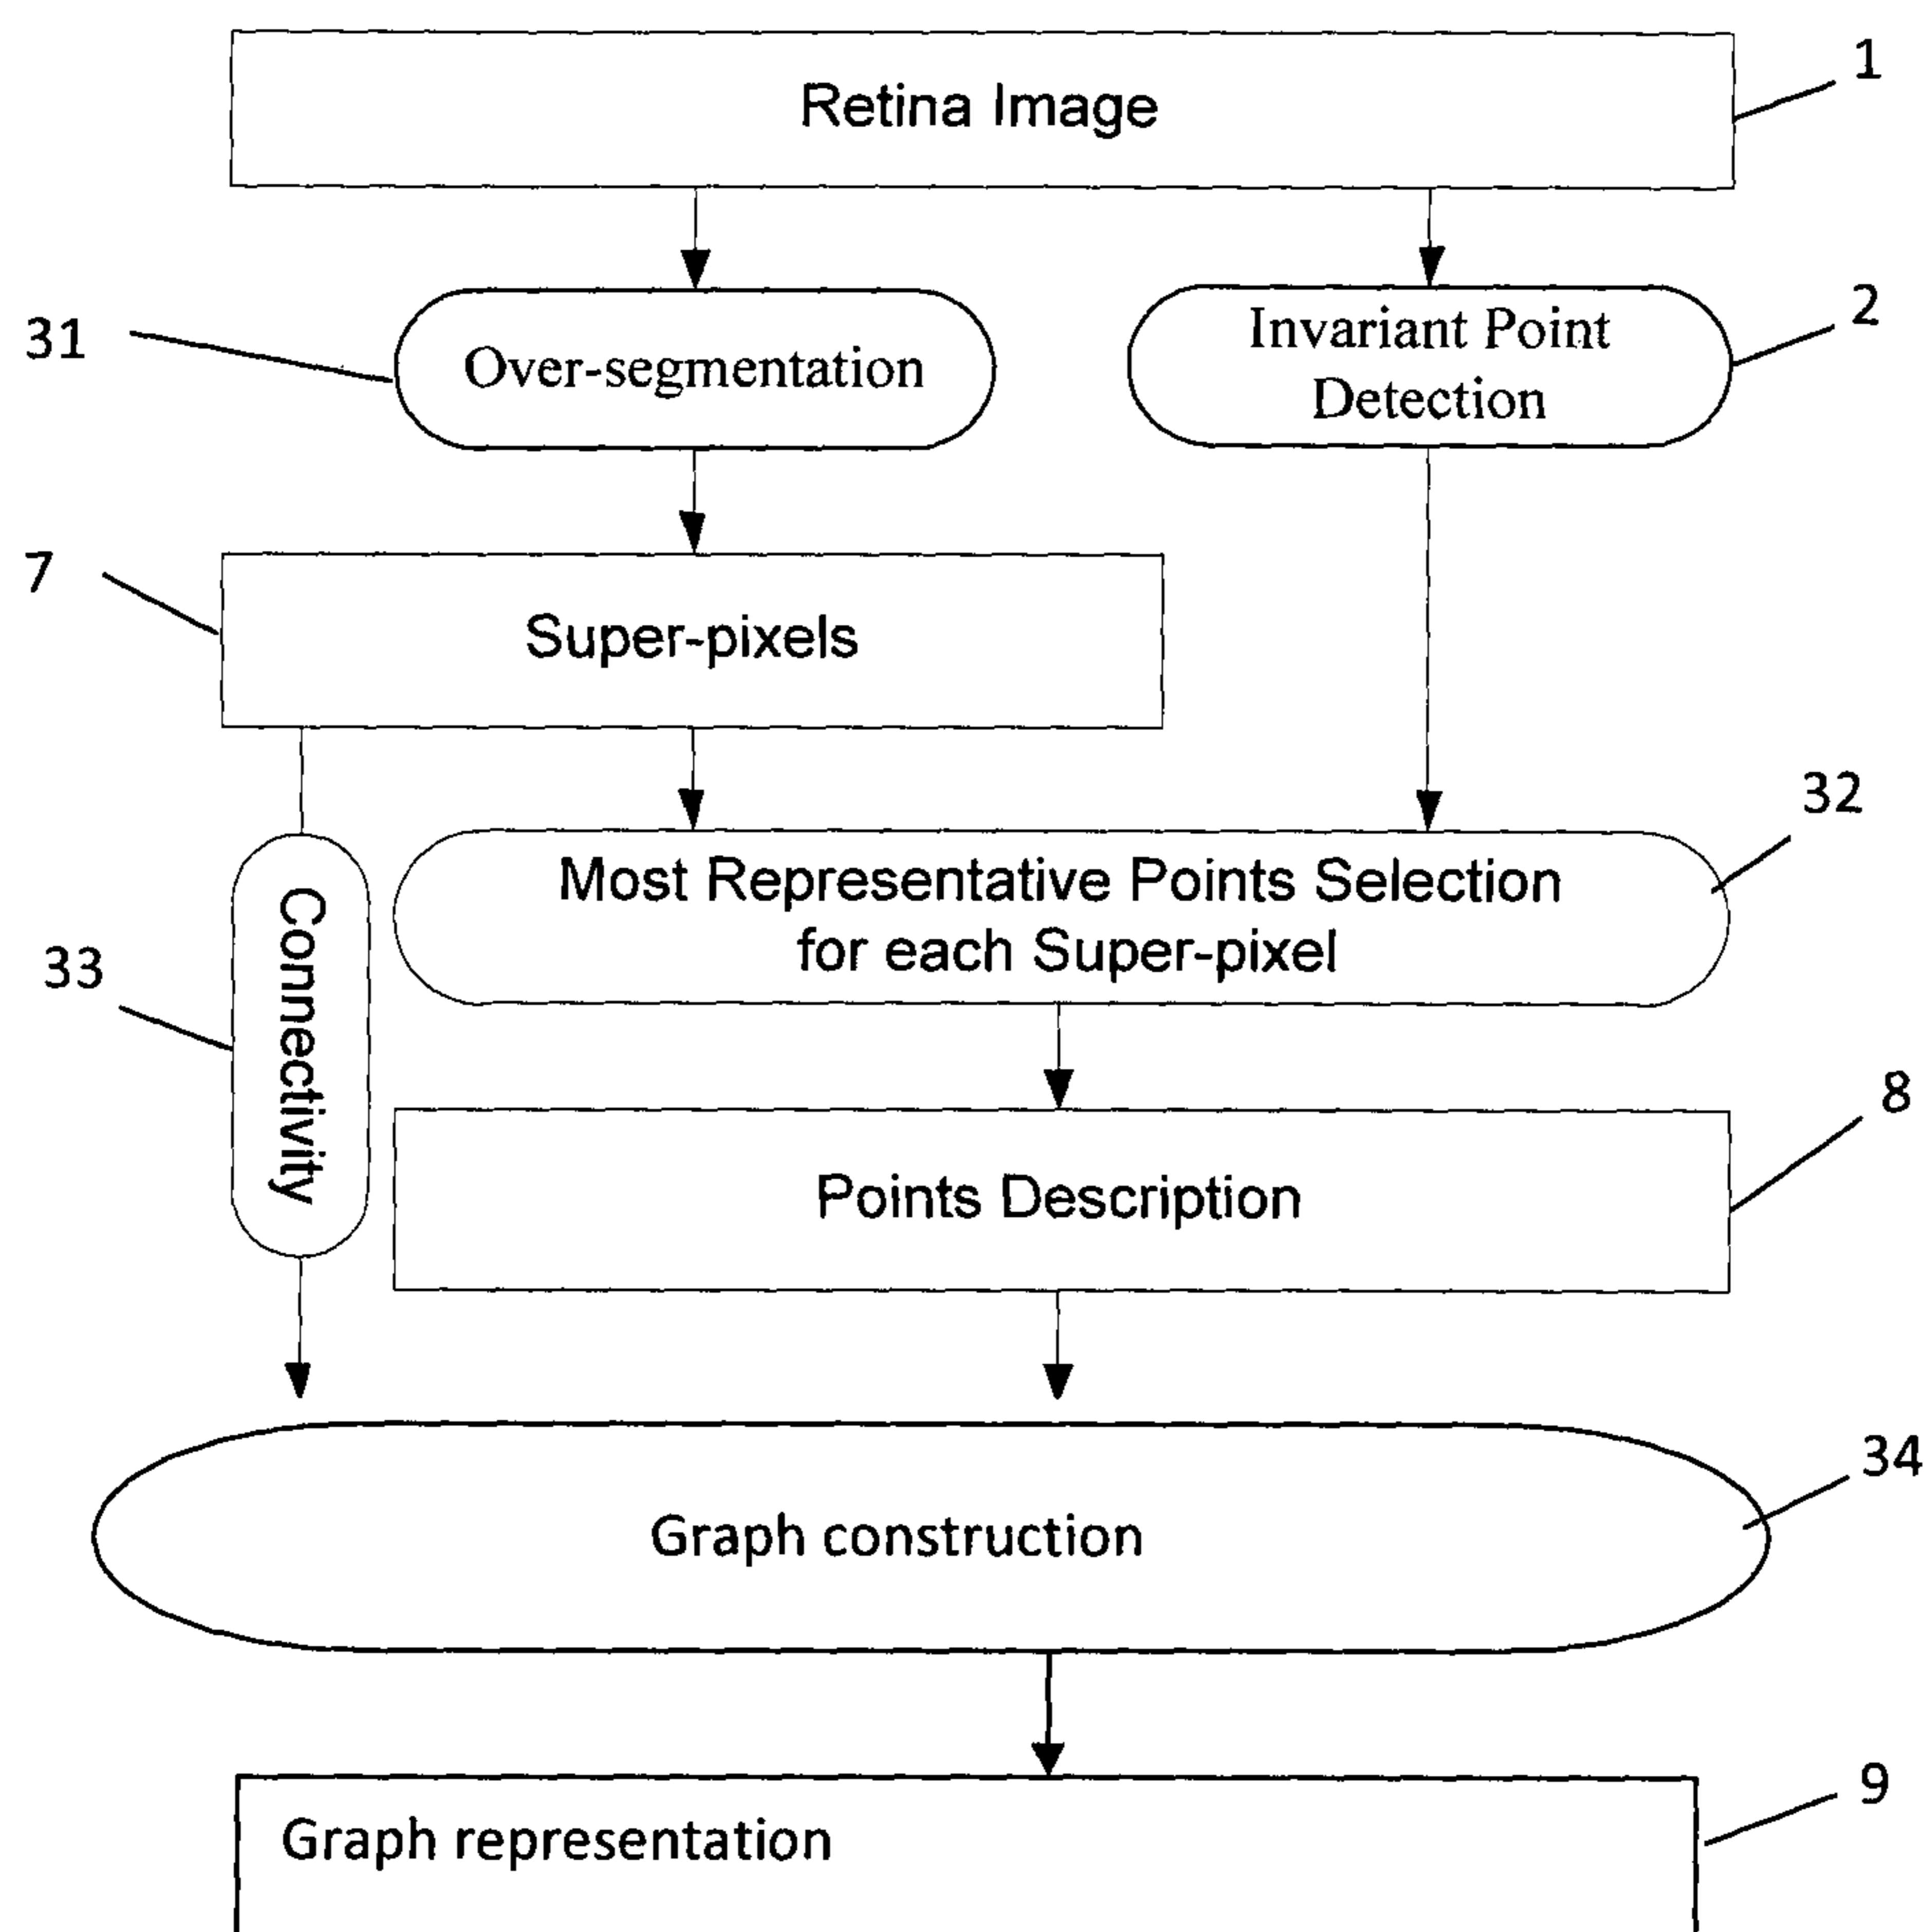 Retina Image
1
31
Over-segmentation
Invariant Point
Detection
2
7
Super-pixels
32
Most Representative Points Selection
for each Super-pixel
33
Connectivity
8
Points Description
34
Graph construction
9
Graph representation